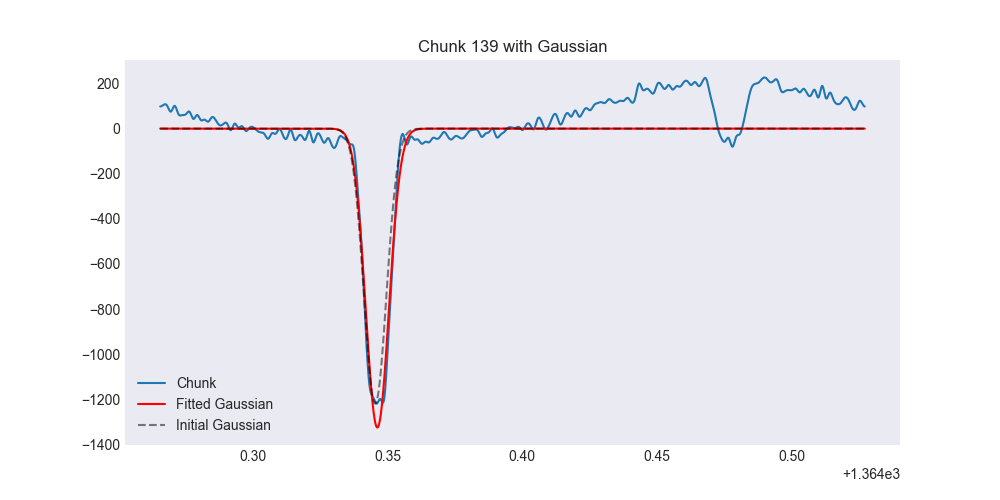 Chunk 139 with Gaussian
200
0
−200
−400
−600
−800
−1000
−1200
−1400
Chunk
Fitted Gaussian
Initial Gaussian
0.30 0.35 0.40 0.45 0.50
+1.364e3